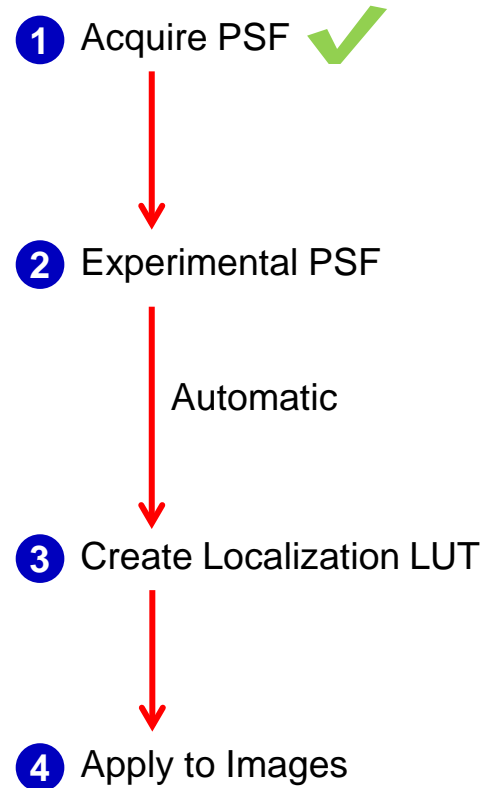 1 Acquire PSF
2 Experimental PSF
Automatic
3 Create Localization LUT
4 Apply to Images